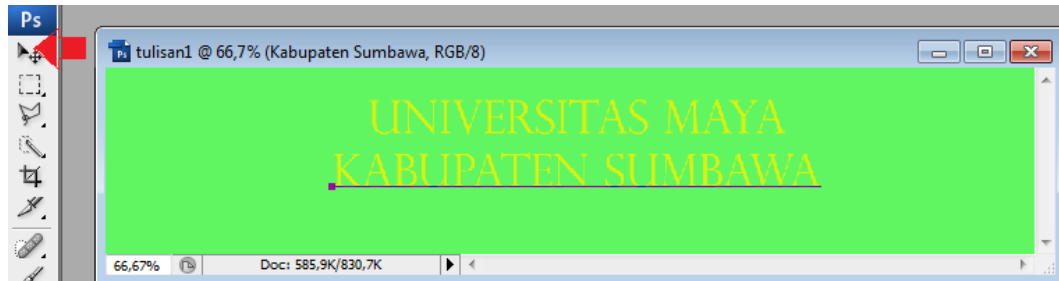 Ps
Ps tulisan1 @ 66,7% (Kabupaten Sumbawa, RGB/8)
UNIVERSITAS MAYA
KABUPATEN SUMBAWA
66,67% Doc: 585,9K/830,7K